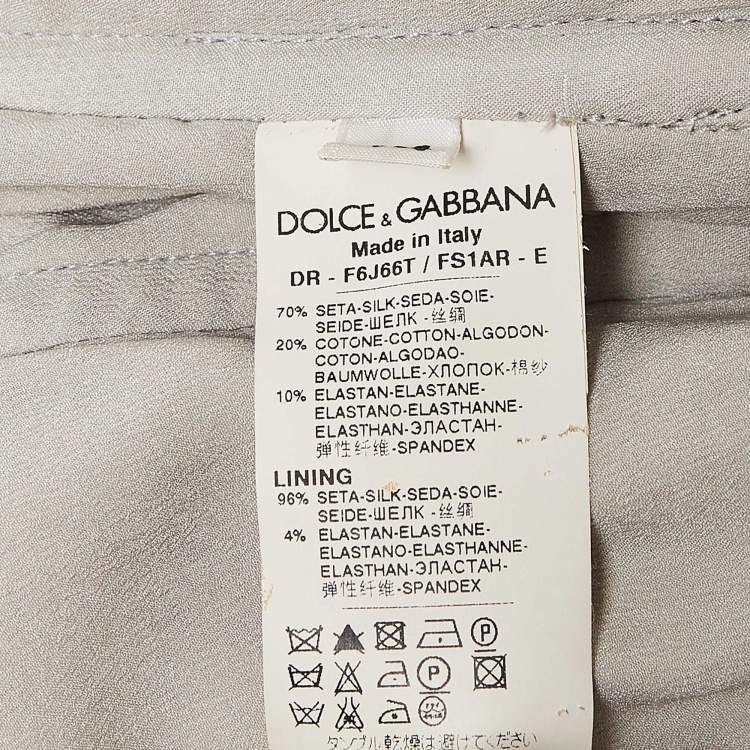 DOLCE & GABBANA
Made in Italy
DR - F6J66T / FS1AR - E
70% SETA-SILK-SEDA-SOIE-
SEIDE-ШЕЛК -丝绸
20% COTONE-COTTON-ALGODON-
COTON-ALGODAO-
BAUMWOLLE-ХЛОПОК-棉纱
10% ELASTAN-ELASTANE-
ELASTANO-ELASTHANNE-
ELASTHAN-ЭЛАСТАН-
弹性纤维-SPANDEX
LINING
96% SETA-SILK-SEDA-SOIE-
SEIDE-ШЕЛК -丝绸
4% ELASTAN-ELASTANE-
ELASTANO-ELASTHANNE-
ELASTHAN-ЭЛАСТАН-
弹性纤维-SPANDEX
P
P
タンブル乾燥は避けてください